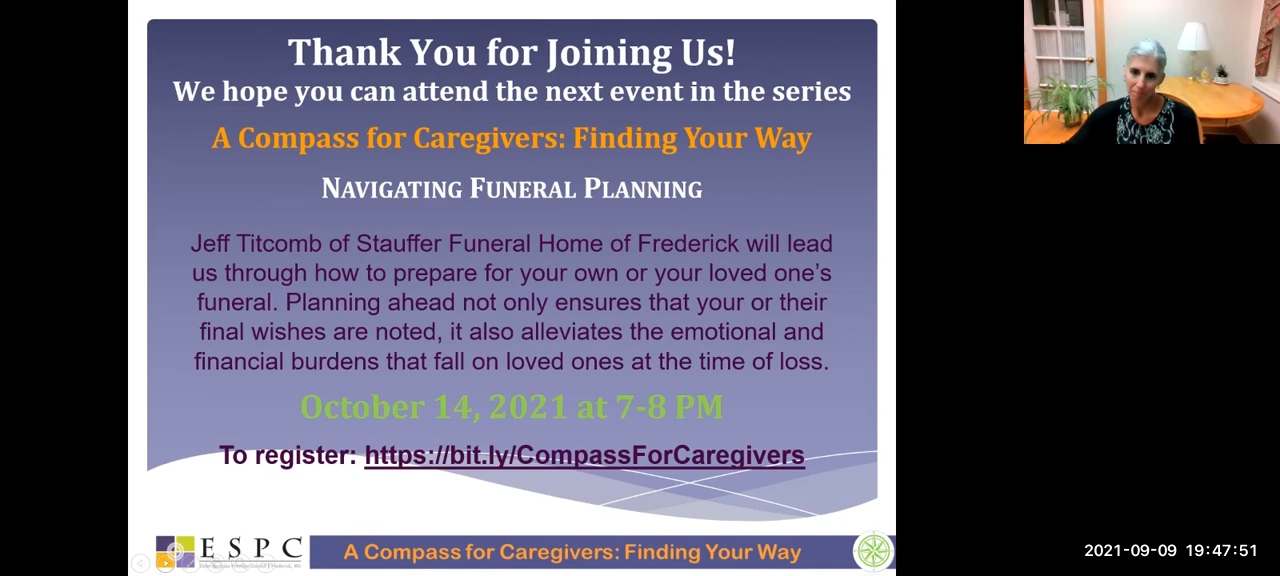 Thank You for Joining Us!
We hope you can attend the next event in the series
A Compass for Caregivers: Finding Your Way
NAVIGATING FUNERAL PLANNING
Jeff Titcomb of Stauffer Funeral Home of Frederick will lead
us through how to prepare for your own or your loved one’s
funeral. Planning ahead not only ensures that your or their
final wishes are noted, it also alleviates the emotional and
financial burdens that fall on loved ones at the time of loss.
October 14, 2021 at 7-8 PM
To register: https://bit.ly/CompassForCaregivers
ESPC
A Compass for Caregivers: Finding Your Way
2021-09-09 19:47:51